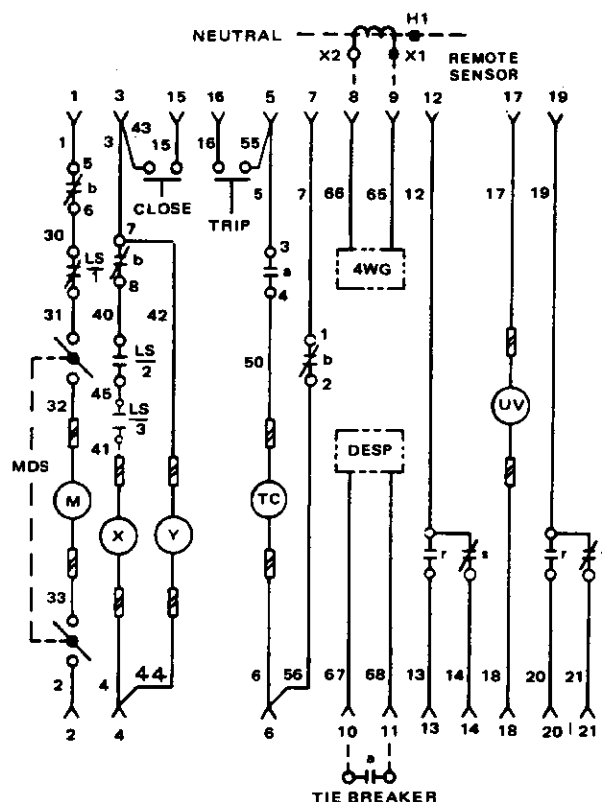 H1
NEUTRAL
X2 X1
REMOTE
SENSOR
1 3 15 16 5 7 8 9 12 17 19
43
1 3 15 16 55
5
b
6
CLOSE
TRIP
5 7 66 65 12 17 19
30
7
LS
1
b
8
3
a
4
4WG
31 40 42
LS
2
50
1
b
2
32 45
LS
3
41
UV
MDS
DESP
M X Y TC
r s r
33
2 4 44 6 56 67 68 13 14 18 20 21
2 4 6 10 11 13 14 18 20 21
a
TIE BREAKER